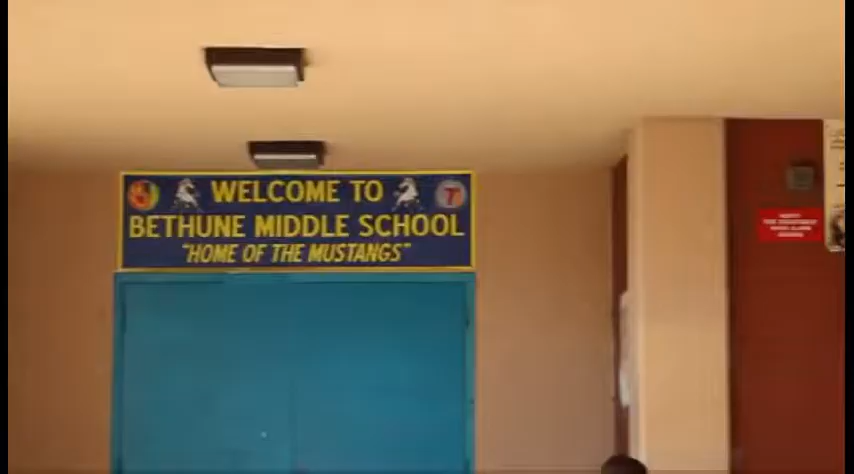 WELCOME TO
BETHUNE MIDDLE SCHOOL
"HOME OF THE MUSTANGS"